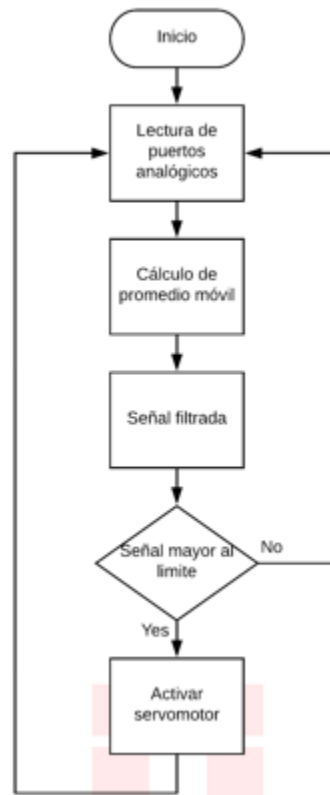 Inicio
Lectura de
puertos
analógicos
Cálculo de
promedio móvil
Señal filtrada
Señal mayor al
limite
No
Yes
Activar
servomotor